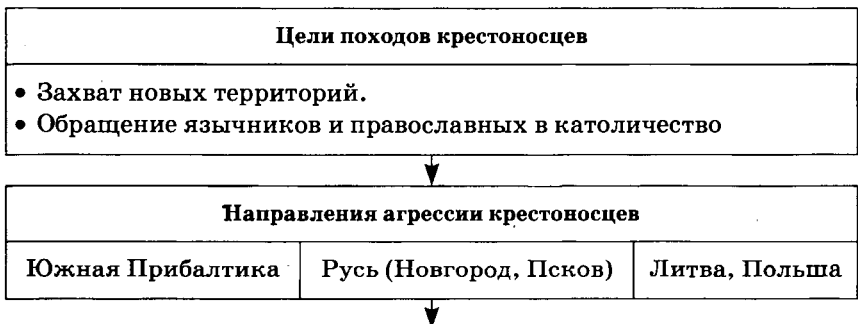 Цели походов крестоносцев
• Захват новых территорий.
• Обращение язычников и православных в католичество
Направления агрессии крестоносцев
Южная Прибалтика Русь (Новгород, Псков) Литва, Польша